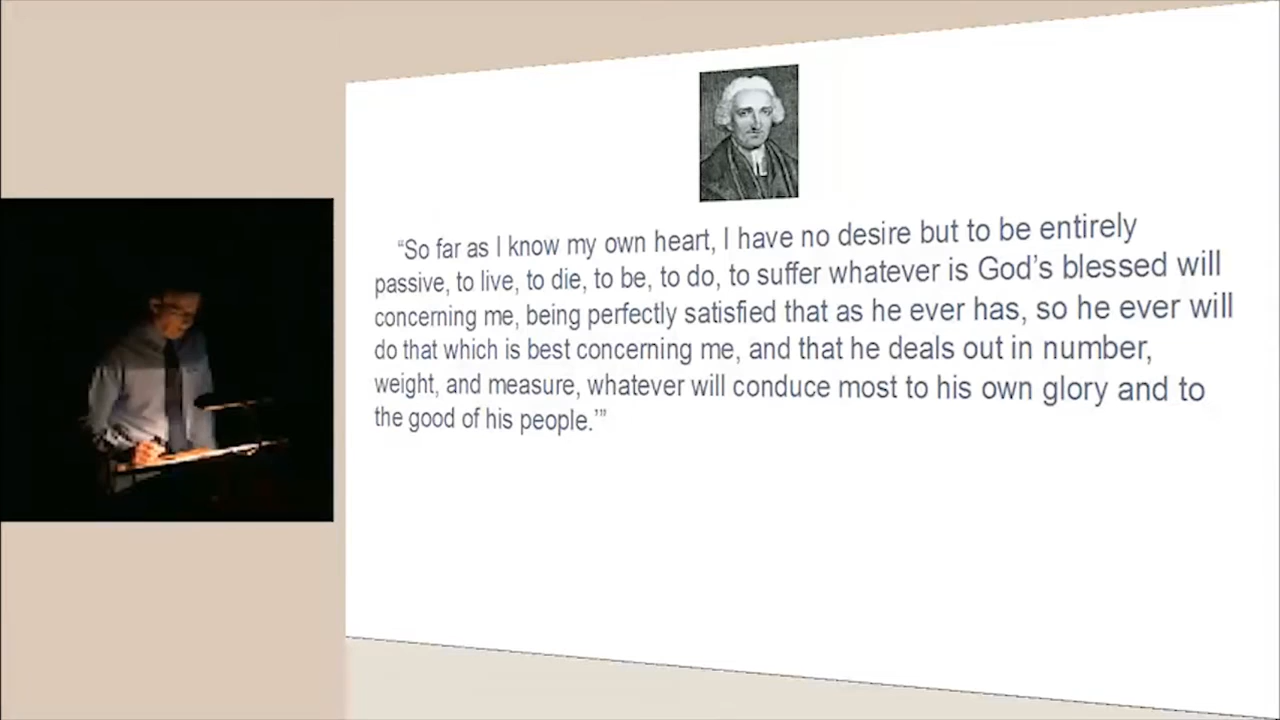 “So far as I know my own heart, I have no desire but to be entirely
passive, to live, to die, to be, to do, to suffer whatever is God’s blessed will
concerning me, being perfectly satisfied that as he ever has, so he ever will
do that which is best concerning me, and that he deals out in number,
weight, and measure, whatever will conduce most to his own glory and to
the good of his people.’”